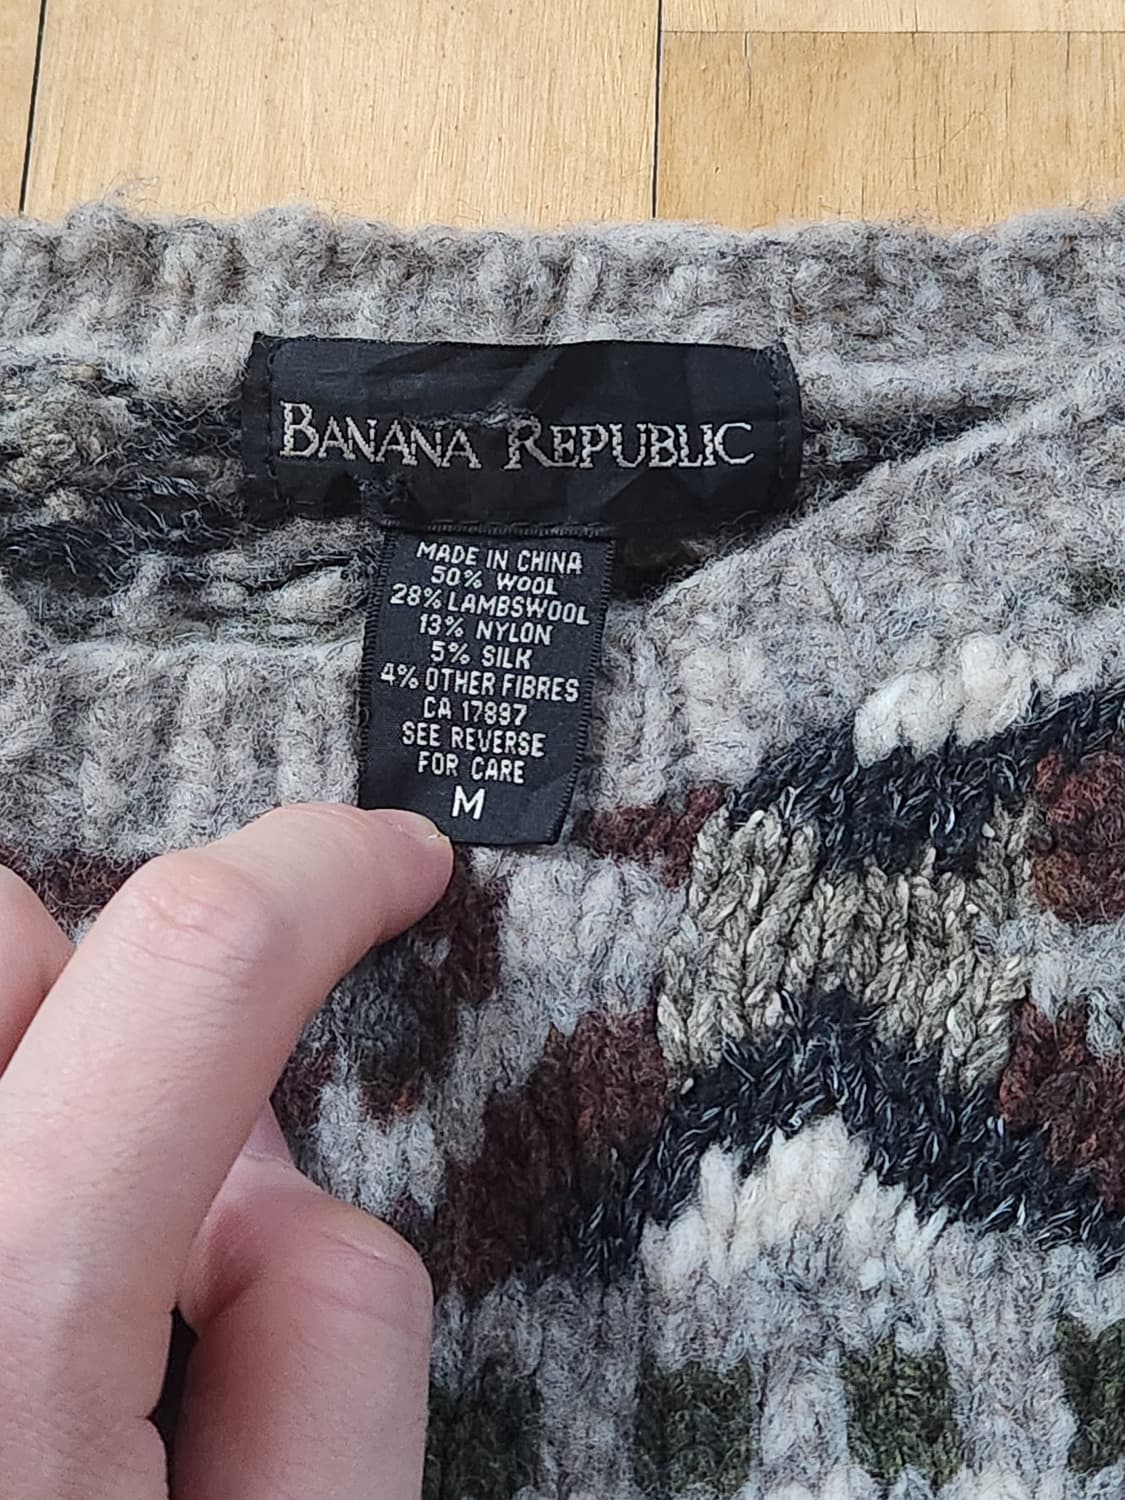 BANANA REPUBLIC
MADE IN CHINA
50% WOOL
28% LAMBSWOOL
13% NYLON
5% SILK
4% OTHER FIBRES
CA 17897
SEE REVERSE
FOR CARE
M